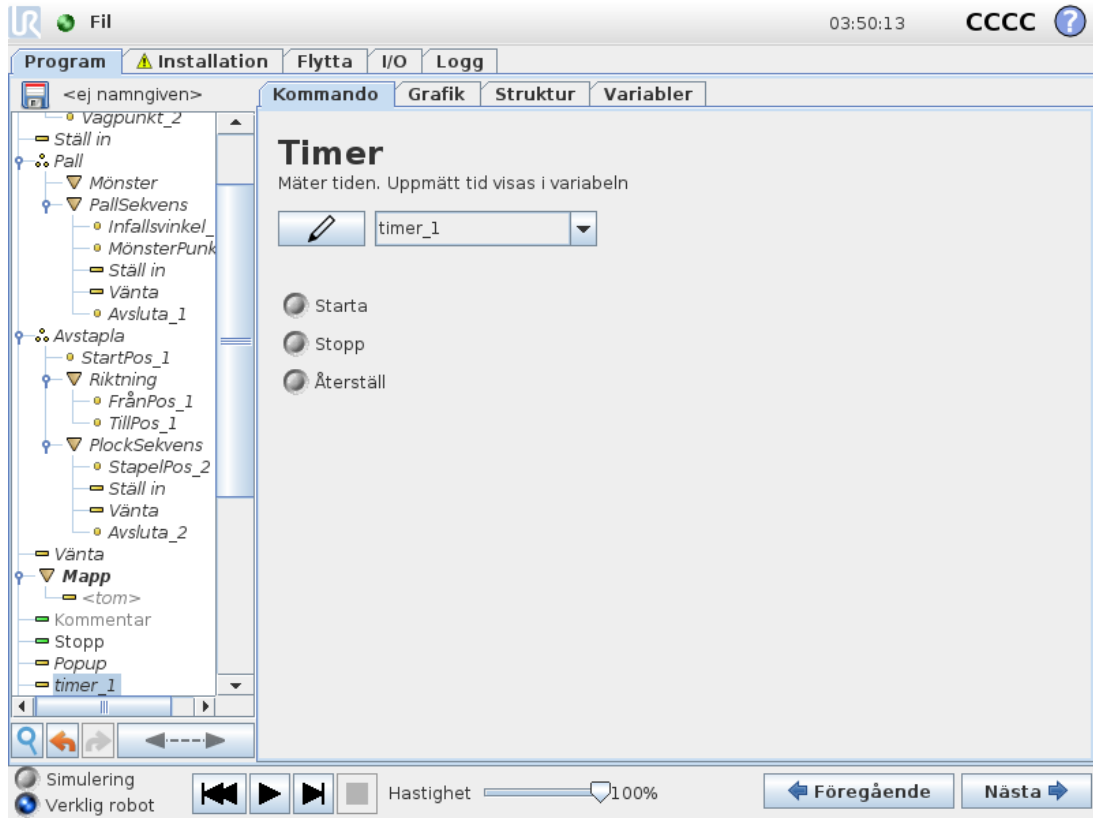 Fil
03:50:13
CCCC
?
Program
Installation
Flytta
I/O
Logg
<ej namngiven>
Kommando
Grafik
Struktur
Variabler
Vägpunkt_2
Ställ in
Pall
Mönster
PallSekvens
Infallsvinkel_
MönsterPunk
Ställ in
Vänta
Avsluta_1
Avstapla
StartPos_1
Riktning
FrånPos_1
TillPos_1
PlockSekvens
StapelPos_2
Ställ in
Vänta
Avsluta_2
Vänta
Mapp
<tom>
Kommentar
Stopp
Popup
timer_1
Timer
Mäter tiden. Uppmätt tid visas i variabeln
timer_1
Starta
Stopp
Återställ
Simulering
Verklig robot
Hastighet
100%
Föregående
Nästa